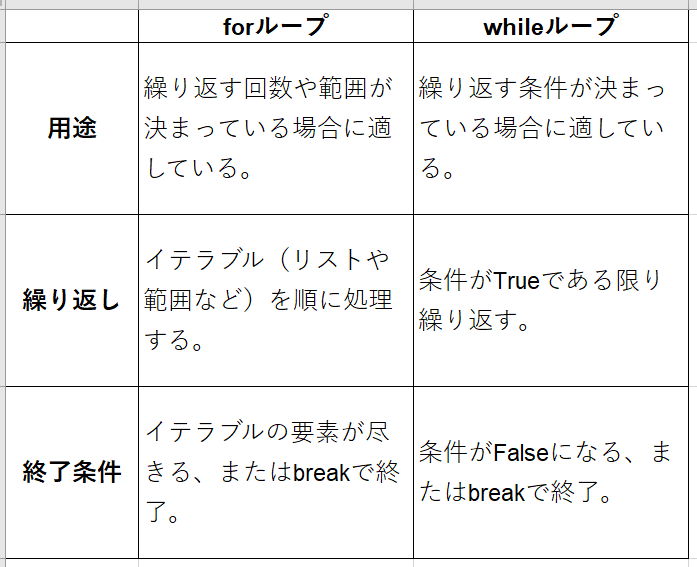 forループ
whileループ
用途
繰り返す回数や範囲が
決まっている場合に適
している。
繰り返す条件が決まっ
ている場合に適してい
る。
繰り返し
イテラブル（リストや
範囲など）を順に処理
する。
条件がTrueである限り
繰り返す。
終了条件
イテラブルの要素が尽
きる、またはbreakで終
了。
条件がFalseになる、ま
たはbreakで終了。